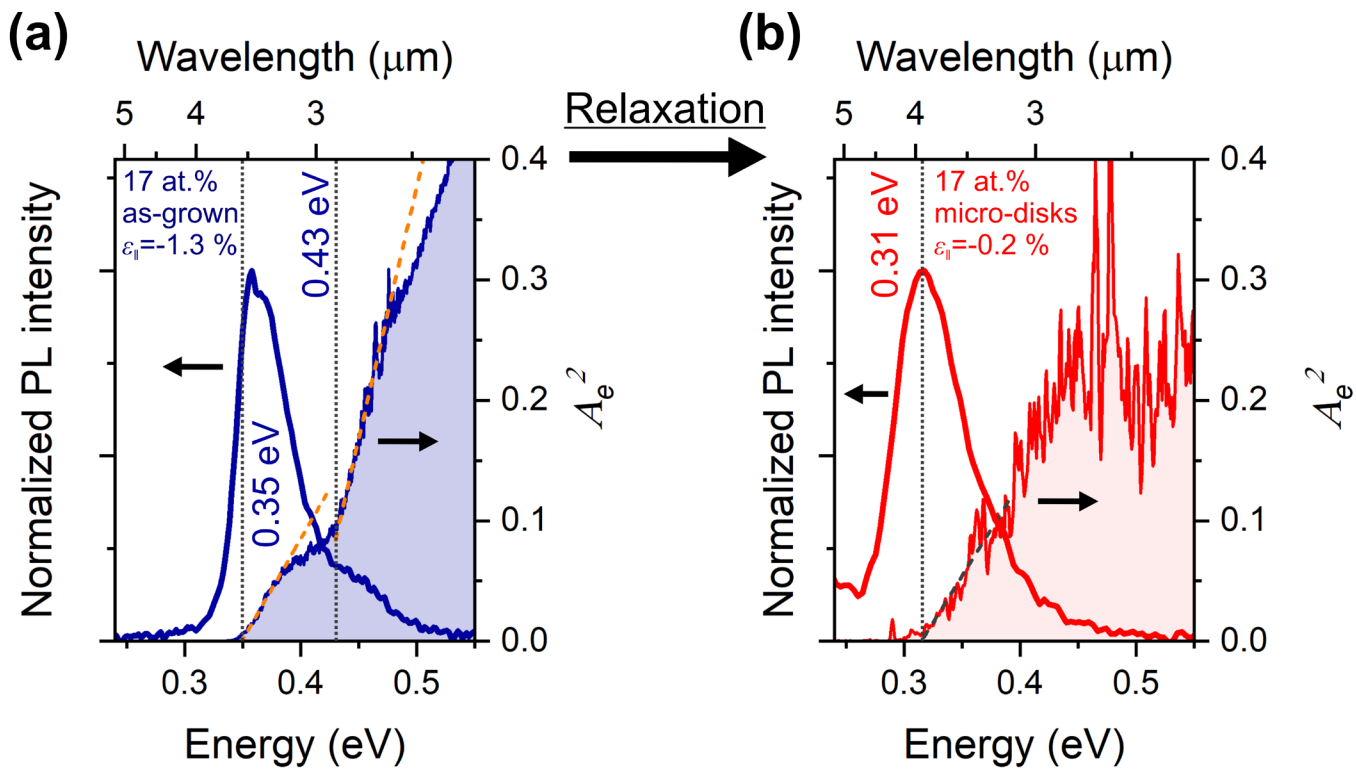 (a)
Wavelength (μm)
5 4 3
Normalized PL intensity
17 at.%
as-grown
ε||=-1.3 %
0.35 eV
0.43 eV
0.4
0.3
0.2
0.1
0.0
Ae²
0.3 0.4 0.5
Energy (eV)
Relaxation
(b)
Wavelength (μm)
5 4 3
Normalized PL intensity
0.31 eV
17 at.%
micro-disks
ε||=-0.2 %
0.4
0.3
0.2
0.1
0.0
Ae²
0.3 0.4 0.5
Energy (eV)